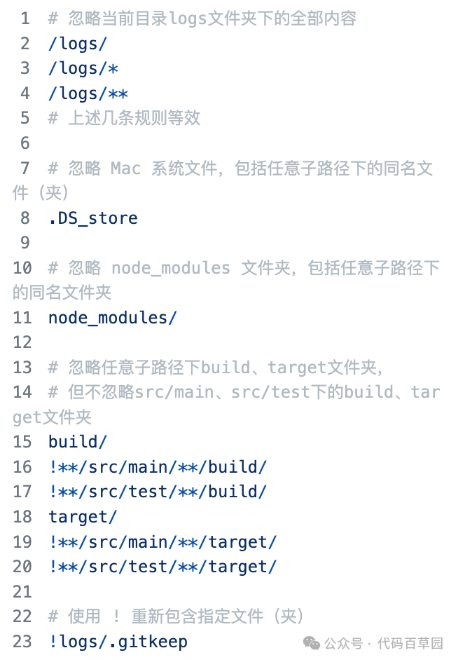 1 # 忽略当前目录logs文件夹下的全部内容
2 /logs/
3 /logs/*
4 /logs/**
5 # 上述几条规则等效
6
7 # 忽略 Mac 系统文件，包括任意子路径下的同名文
件（夹）
8 .DS_store
9
10 # 忽略 node_modules 文件夹，包括任意子路径下
的同名文件夹
11 node_modules/
12
13 # 忽略任意子路径下build、target文件夹，
14 # 但不忽略src/main、src/test下的build、tar
get文件夹
15 build/
16 !**/src/main/**/build/
17 !**/src/test/**/build/
18 target/
19 !**/src/main/**/target/
20 !**/src/test/**/target/
21
22 # 使用 ! 重新包含指定文件（夹）
23 !logs/.gitkeep
公众号 · 代码百草园